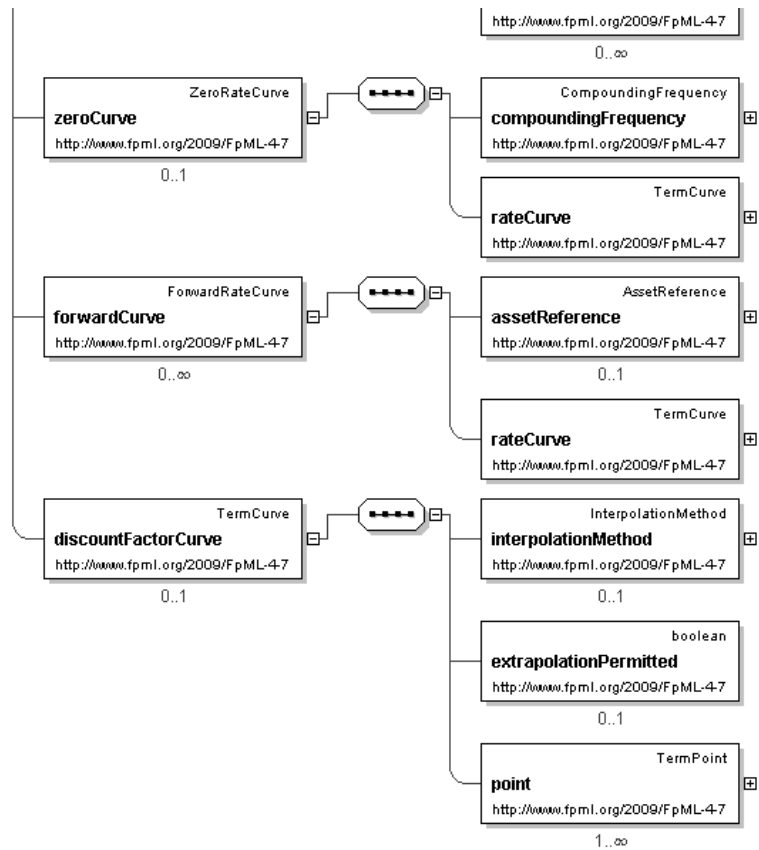 http://www.fpml.org/2009/FpML-4-7
0..∞
ZeroRateCurve
zeroCurve
http://www.fpml.org/2009/FpML-4-7
0..1
CompoundingFrequency
compoundingFrequency
http://www.fpml.org/2009/FpML-4-7
TermCurve
rateCurve
http://www.fpml.org/2009/FpML-4-7
ForwardRateCurve
forwardCurve
http://www.fpml.org/2009/FpML-4-7
0..∞
AssetReference
assetReference
http://www.fpml.org/2009/FpML-4-7
0..1
TermCurve
rateCurve
http://www.fpml.org/2009/FpML-4-7
TermCurve
discountFactorCurve
http://www.fpml.org/2009/FpML-4-7
0..1
InterpolationMethod
interpolationMethod
http://www.fpml.org/2009/FpML-4-7
0..1
boolean
extrapolationPermitted
http://www.fpml.org/2009/FpML-4-7
0..1
TermPoint
point
http://www.fpml.org/2009/FpML-4-7
1..∞